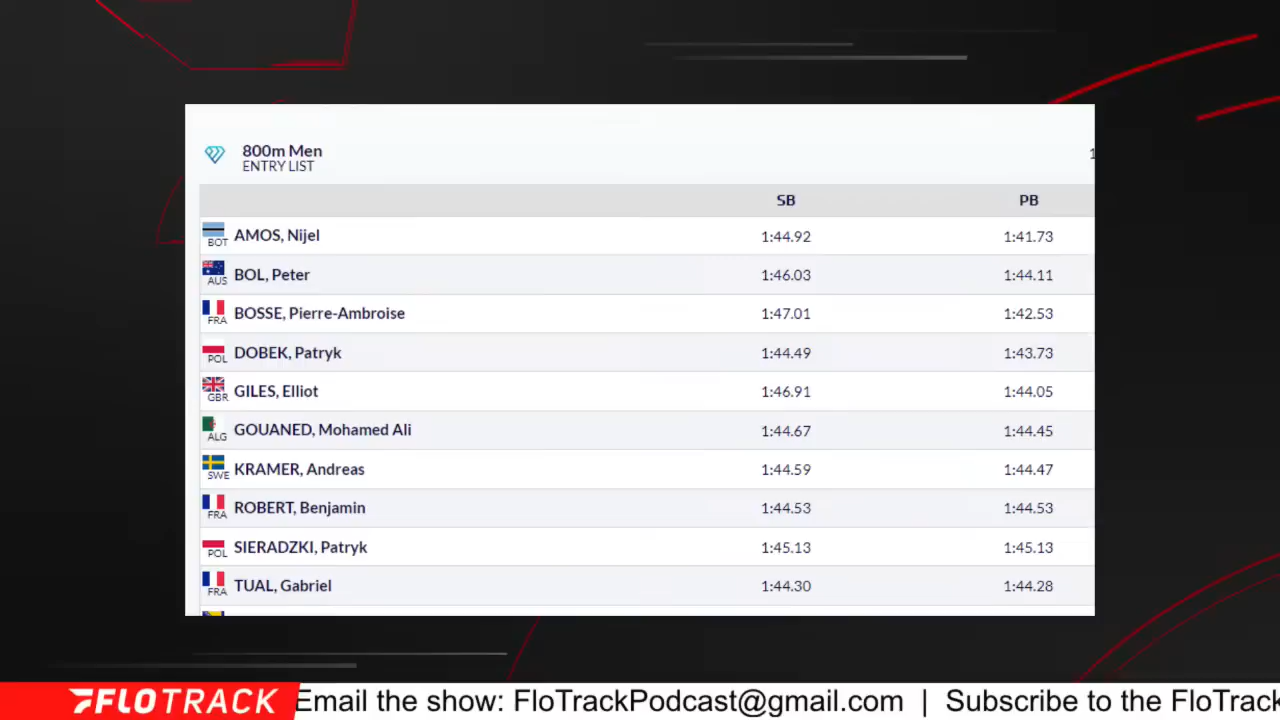 800m Men
ENTRY LIST
SB PB
BOT AMOS, Nijel 1:44.92 1:41.73
AUS BOL, Peter 1:46.03 1:44.11
FRA BOSSE, Pierre-Ambroise 1:47.01 1:42.53
POL DOBEK, Patryk 1:44.49 1:43.73
GBR GILES, Elliot 1:46.91 1:44.05
ALG GOUANED, Mohamed Ali 1:44.67 1:44.45
SWE KRAMER, Andreas 1:44.59 1:44.47
FRA ROBERT, Benjamin 1:44.53 1:44.53
POL SIERADZKI, Patryk 1:45.13 1:45.13
FRA TUAL, Gabriel 1:44.30 1:44.28
FLOTRACK Email the show: FloTrackPodcast@gmail.com | Subscribe to the FloTrack